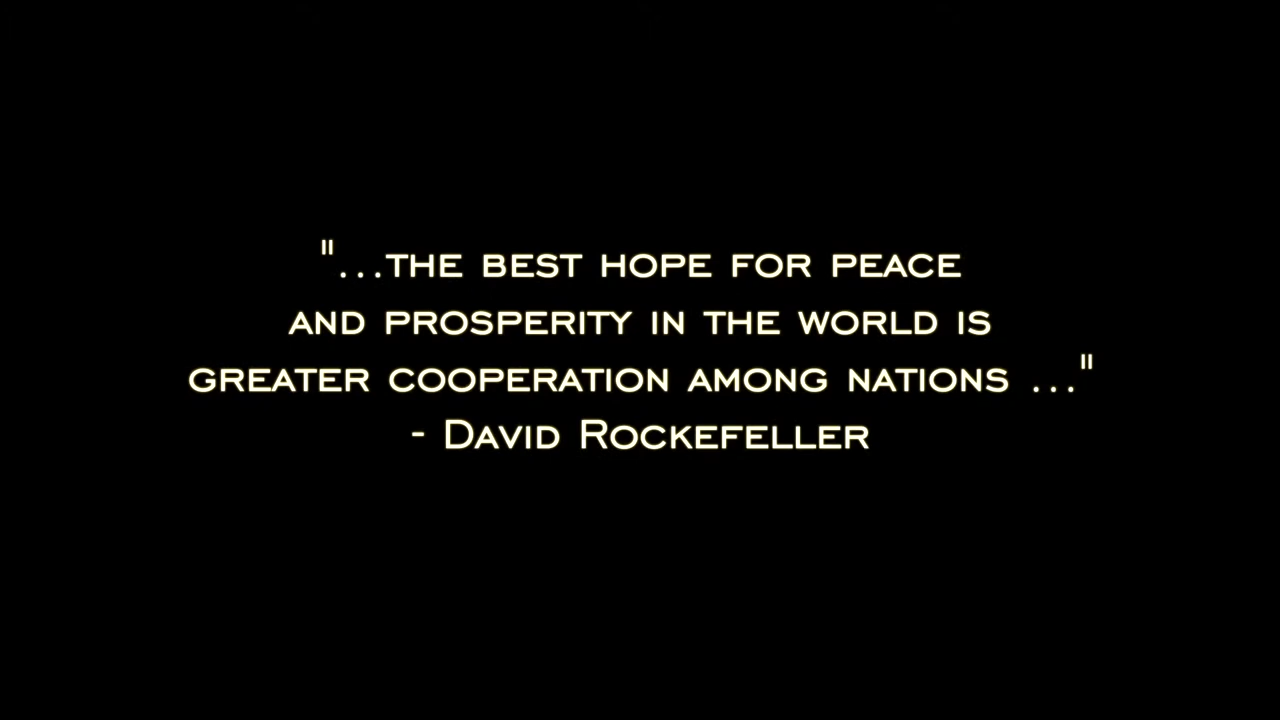 "...THE BEST HOPE FOR PEACE
AND PROSPERITY IN THE WORLD IS
GREATER COOPERATION AMONG NATIONS ..."
- DAVID ROCKEFELLER